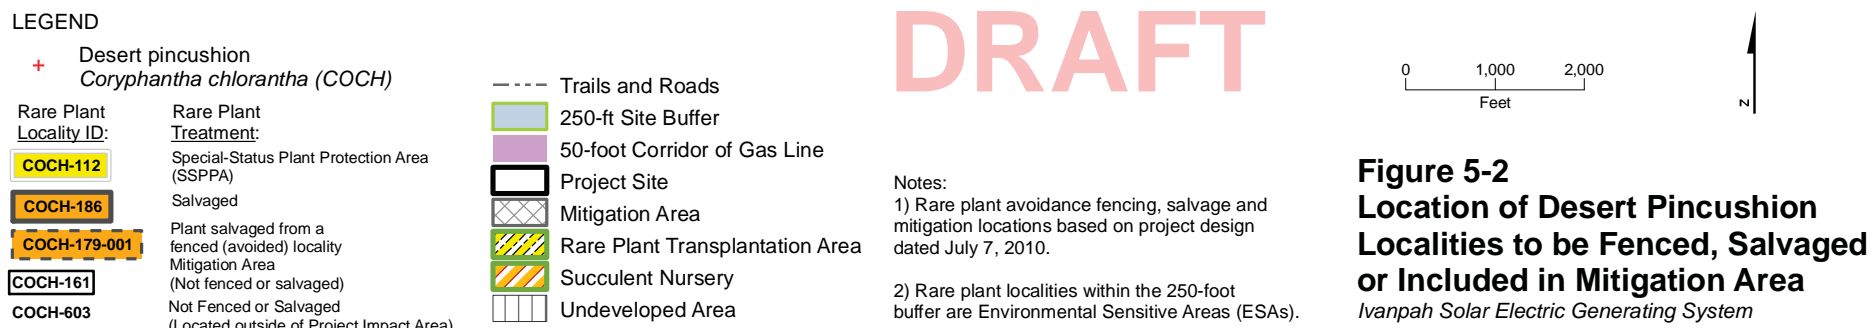 LEGEND
Desert pincushion
Coryphantha chlorantha (COCH)
Rare Plant
Locality ID:
Rare Plant
Treatment:
COCH-112
Special-Status Plant Protection Area
(SSPPA)
COCH-186
Salvaged
COCH-179-001
Plant salvaged from a
fenced (avoided) locality
COCH-161
Mitigation Area
(Not fenced or salvaged)
COCH-603
Not Fenced or Salvaged
(Located outside of Project Impact Area)
Trails and Roads
250-ft Site Buffer
50-foot Corridor of Gas Line
Project Site
Mitigation Area
Rare Plant Transplantation Area
Succulent Nursery
Undeveloped Area
DRAFT
Notes:
1) Rare plant avoidance fencing, salvage and
mitigation locations based on project design
dated July 7, 2010.
2) Rare plant localities within the 250-foot
buffer are Environmental Sensitive Areas (ESAs).
0 1,000 2,000
Feet
N
Figure 5-2
Location of Desert Pincushion
Localities to be Fenced, Salvaged
or Included in Mitigation Area
Ivanpah Solar Electric Generating System